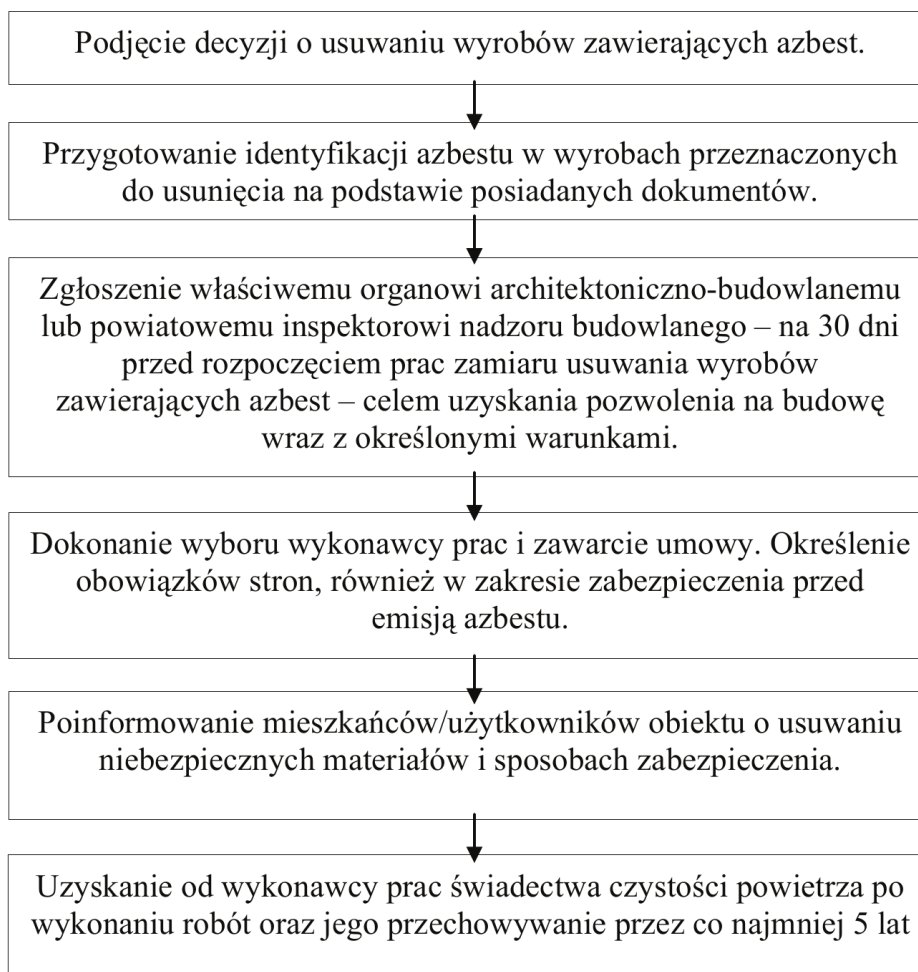 Podjęcie decyzji o usuwaniu wyrobów zawierających azbest.
Przygotowanie identyfikacji azbestu w wyrobach przeznaczonych
do usunięcia na podstawie posiadanych dokumentów.
Zgłoszenie właściwemu organowi architektoniczno-budowlanemu
lub powiatowemu inspektorowi nadzoru budowlanego – na 30 dni
przed rozpoczęciem prac zamiaru usuwania wyrobów
zawierających azbest – celem uzyskania pozwolenia na budowę
wraz z określonymi warunkami.
Dokonanie wyboru wykonawcy prac i zawarcie umowy. Określenie
obowiązków stron, również w zakresie zabezpieczenia przed
emisją azbestu.
Poinformowanie mieszkańców/użytkowników obiektu o usuwaniu
niebezpiecznych materiałów i sposobach zabezpieczenia.
Uzyskanie od wykonawcy prac świadectwa czystości powietrza po
wykonaniu robót oraz jego przechowywanie przez co najmniej 5 lat